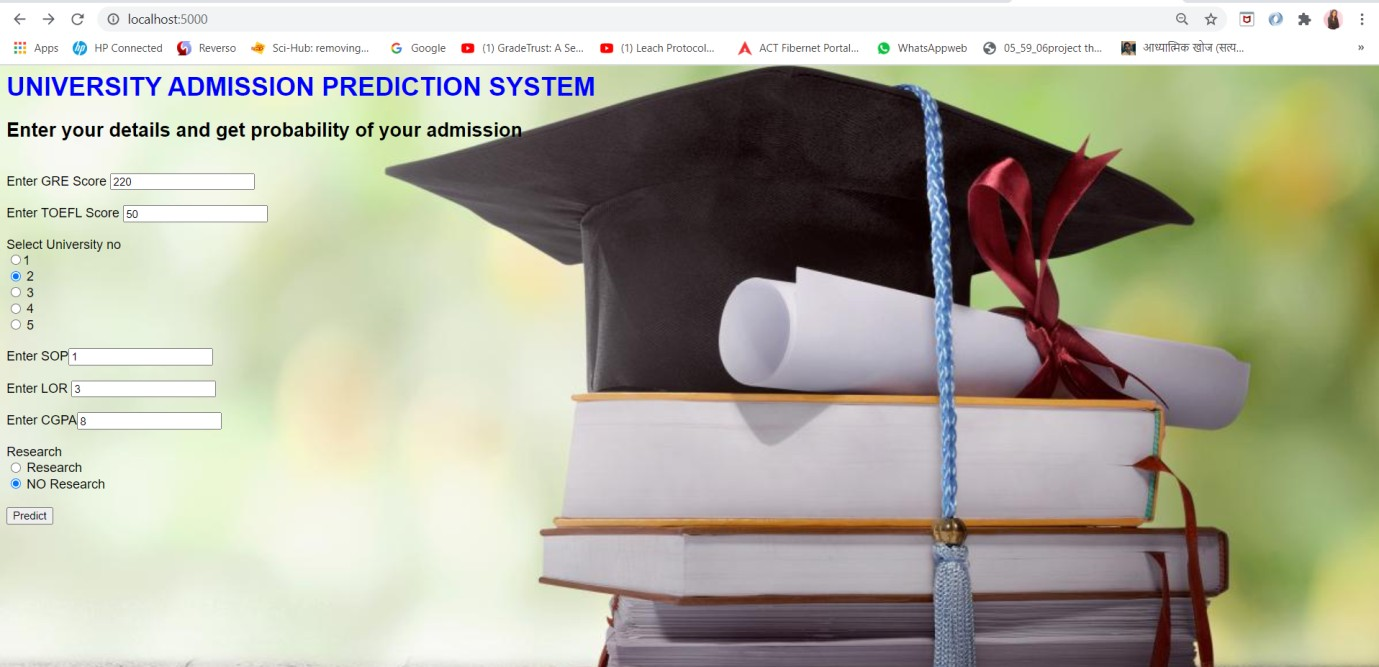 localhost:5000
Apps HP Connected Reverso Sci-Hub: removing... Google (1) GradeTrust: A Se... (1) Leach Protocol... ACT Fibernet Portal... WhatsAppweb 05_59_06project th... आध्यात्मिक खोज (सत्य... »
UNIVERSITY ADMISSION PREDICTION SYSTEM
Enter your details and get probability of your admission
Enter GRE Score 220
Enter TOEFL Score 50
Select University no
1
2
3
4
5
Enter SOP 1
Enter LOR 3
Enter CGPA 8
Research
Research
NO Research
Predict